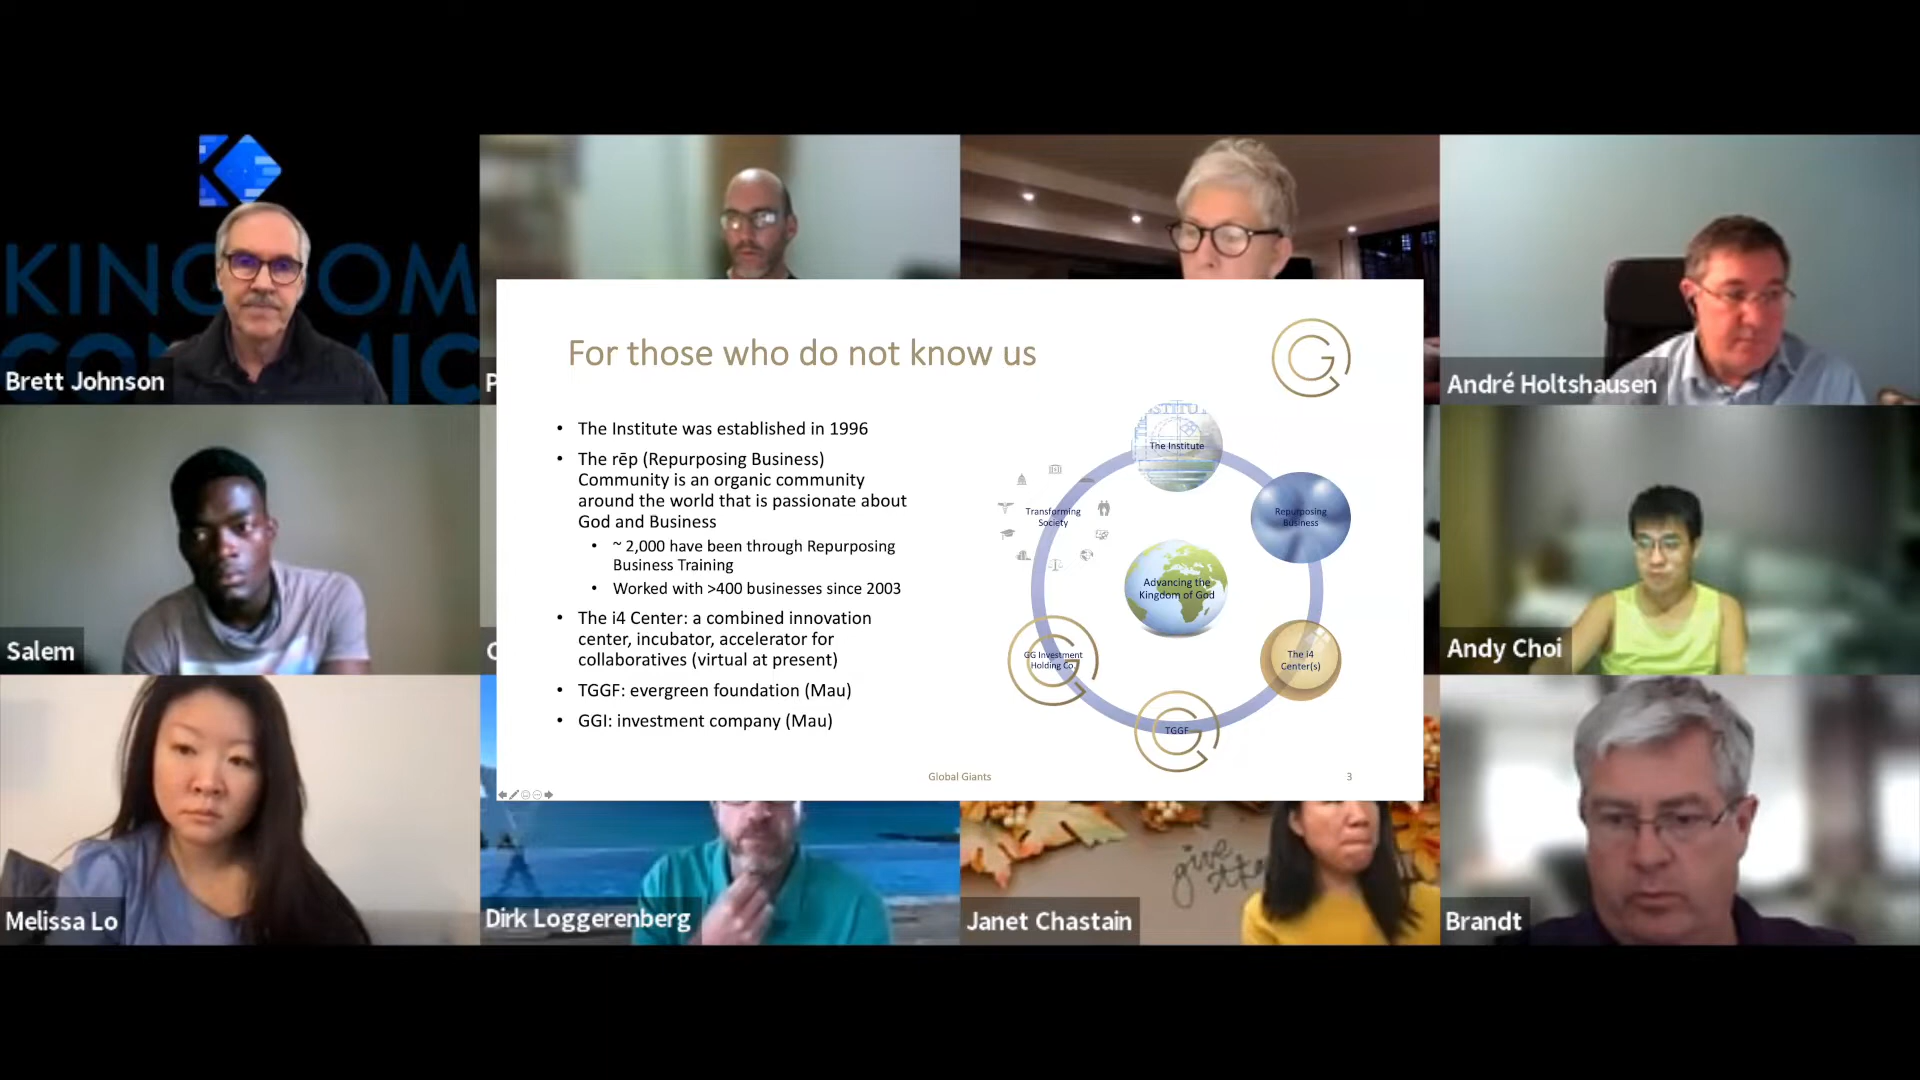 KINGDOM
Brett Johnson
P
André Holtshausen
Salem
C
Andy Choi
Melissa Lo
Dirk Loggerenberg
give
Janet Chastain
Brandt
For those who do not know us
• The Institute was established in 1996
• The rēp (Repurposing Business)
Community is an organic community
around the world that is passionate about
God and Business
• ~ 2,000 have been through Repurposing
Business Training
• Worked with >400 businesses since 2003
• The i4 Center: a combined innovation
center, incubator, accelerator for
collaboratives (virtual at present)
• TGGF: evergreen foundation (Mau)
• GGI: investment company (Mau)
The Institute
Repurposing
Business
The i4
Center(s)
TGGF
GG Investment
Holding Co.
Transforming
Society
Advancing the
Kingdom of God
Global Giants
3